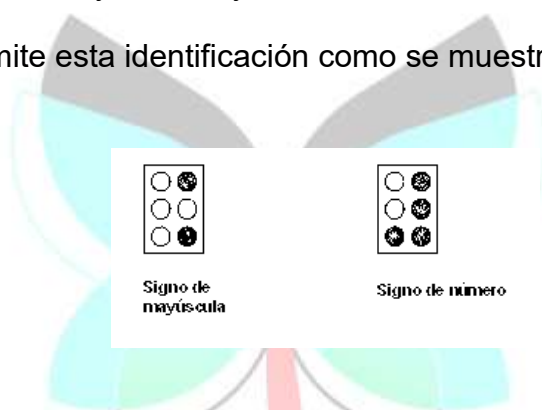 mite esta identificación como se muestr
Signo de
mayúscula
Signo de número